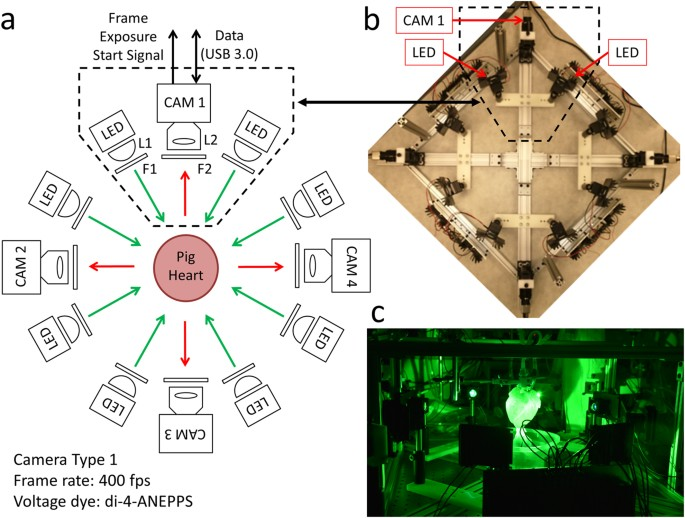 a
Frame
Exposure
Start Signal
Data
(USB 3.0)
CAM 1
LED
LED
L1
L2
F1
F2
LED
LED
CAM 2
Pig
Heart
CAM 4
LED
LED
LED
LED
CAM 3
Camera Type 1
Frame rate: 400 fps
Voltage dye: di-4-ANEPPS
b
CAM 1
LED
LED
c